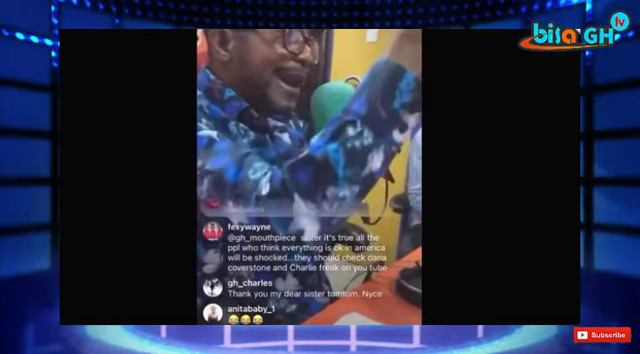 bisa GH tv
fexywayne
@gh_mouthpiece sister it's true all the
ppl who think everything is ok in america
will be shocked...they should check dana
coverstone and Charlie freak on you tube
gh_charles
Thank you my dear sister tomtom. Nyce
anitababy_1
Subscribe